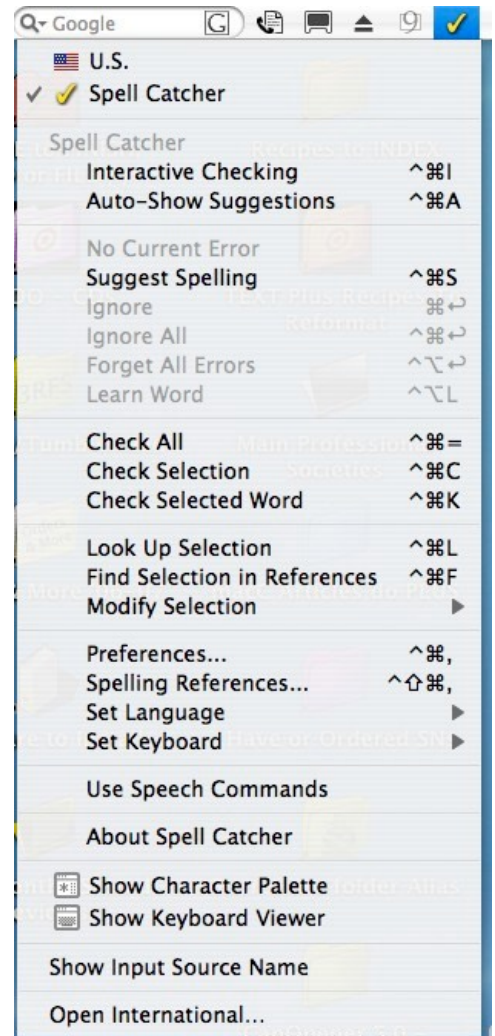 Google
U.S.
✓ Spell Catcher
Spell Catcher
Interactive Checking ^⌘I
Auto-Show Suggestions ^⌘A
No Current Error
Suggest Spelling ^⌘S
Ignore ⌘↩
Ignore All ^⌘↩
Forget All Errors ^⌥↩
Learn Word ^⌥L
Check All ^⌘=
Check Selection ^⌘C
Check Selected Word ^⌘K
Look Up Selection ^⌘L
Find Selection in References ^⌘F
Modify Selection ▶
Preferences... ^⌘,
Spelling References... ^⇧⌘,
Set Language ▶
Set Keyboard ▶
Use Speech Commands
About Spell Catcher
Show Character Palette
Show Keyboard Viewer
Show Input Source Name
Open International...